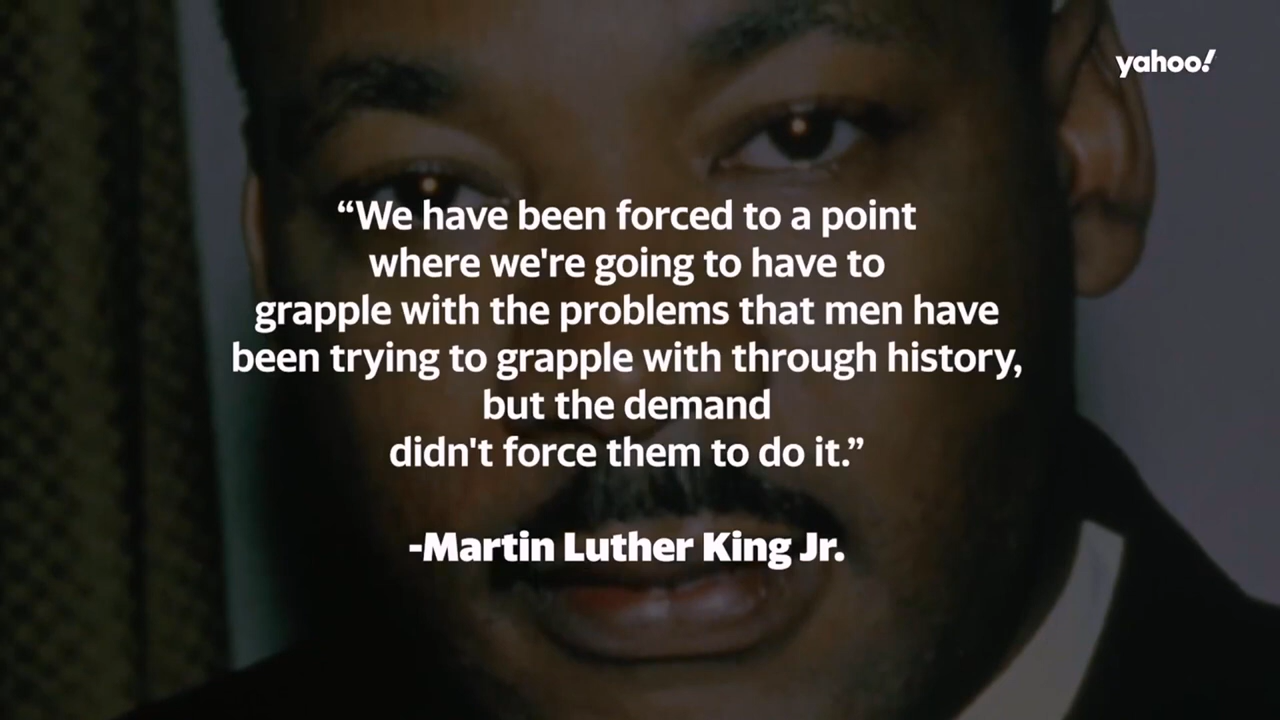 yahoo!
“We have been forced to a point
where we're going to have to
grapple with the problems that men have
been trying to grapple with through history,
but the demand
didn't force them to do it.”
-Martin Luther King Jr.